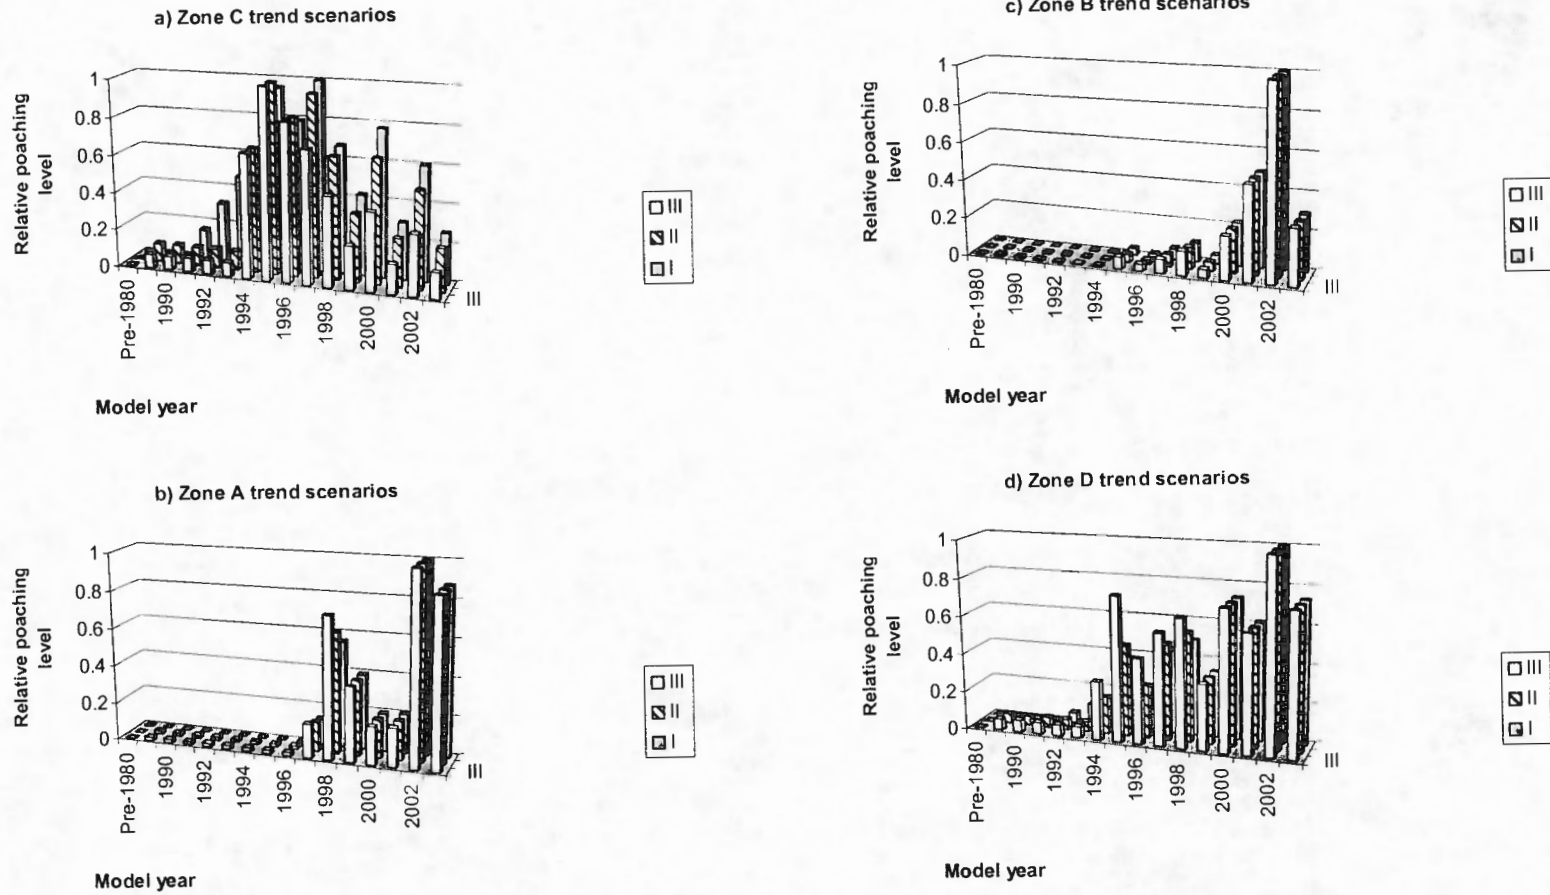 a) Zone C trend scenarios
Relative poaching
level
1
0.8
0.6
0.4
0.2
0
Pre-1980
1990
1992
1994
1996
1998
2000
2002
III
Model year
III
II
I
b) Zone A trend scenarios
Relative poaching
level
1
0.8
0.6
0.4
0.2
0
Pre-1980
1990
1992
1994
1996
1998
2000
2002
III
Model year
III
II
I
c) Zone B trend scenarios
Relative poaching
level
1
0.8
0.6
0.4
0.2
0
Pre-1980
1990
1992
1994
1996
1998
2000
2002
III
Model year
III
II
I
d) Zone D trend scenarios
Relative poaching
level
1
0.8
0.6
0.4
0.2
0
Pre-1980
1990
1992
1994
1996
1998
2000
2002
III
Model year
III
II
I